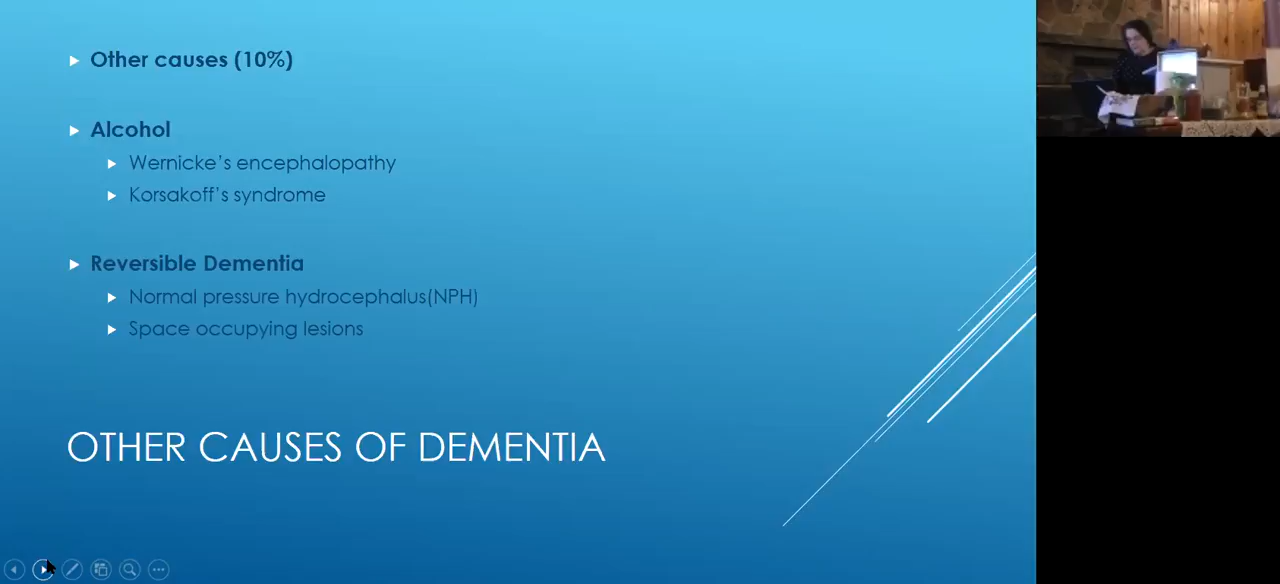 Other causes (10%)
Alcohol
Wernicke's encephalopathy
Korsakoff's syndrome
Reversible Dementia
Normal pressure hydrocephalus(NPH)
Space occupying lesions
OTHER CAUSES OF DEMENTIA